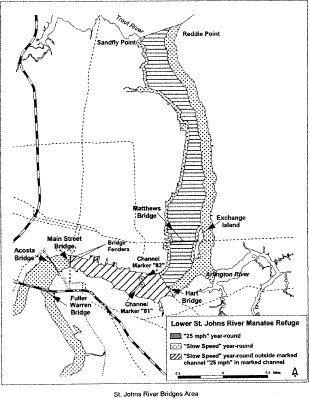 Trout River
Reddie Point
Sandfly Point
Matthews
Bridge
Exchange
Island
Main Street
Bridge
Bridge
Fenders
Acosta
Bridge
Channel
Marker "82"
Arlington River
Hart
Bridge
Fuller
Warren
Bridge
Channel
Marker "81"
Lower St. Johns River Manatee Refuge
"25 mph" year-round
"Slow Speed" year-round
"Slow Speed" year-round outside marked
channel "25 mph" in marked channel
St. Johns River Bridges Area